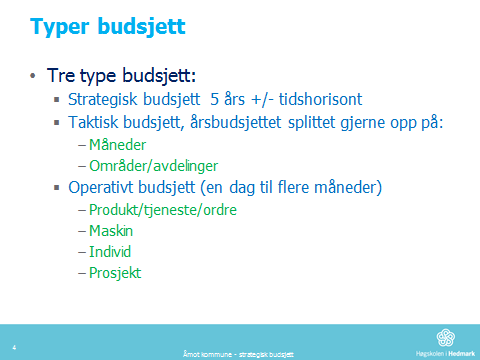 Typer budsjett
• Tre type budsjett:
▪ Strategisk budsjett 5 års +/- tidshorisont
▪ Taktisk budsjett, årsbudsjettet splittet gjerne opp på:
– Måneder
– Områder/avdelinger
▪ Operativt budsjett (en dag til flere måneder)
– Produkt/tjeneste/ordre
– Maskin
– Individ
– Prosjekt
4
Åmot kommune - strategisk budsjett
Høgskolen i Hedmark